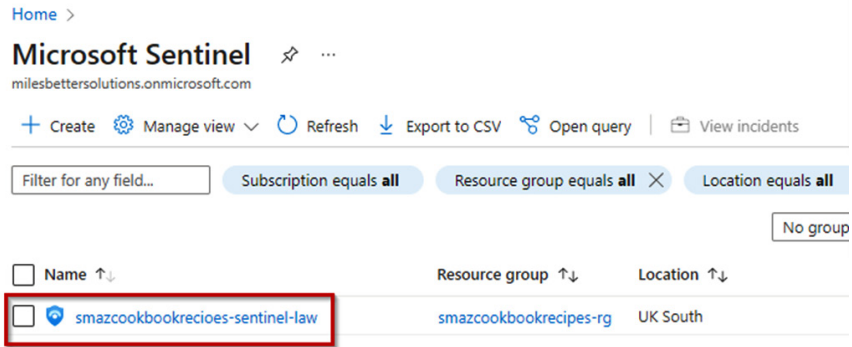 Home >
Microsoft Sentinel ...
milesbettersolutions.onmicrosoft.com
+ Create Manage view Refresh Export to CSV Open query View incidents
Filter for any field... Subscription equals all Resource group equals all Location equals all
No group
Name ↑↓ Resource group ↑↓ Location ↑↓
smazcookbookrecioes-sentinel-law smazcookbookrecipes-rg UK South